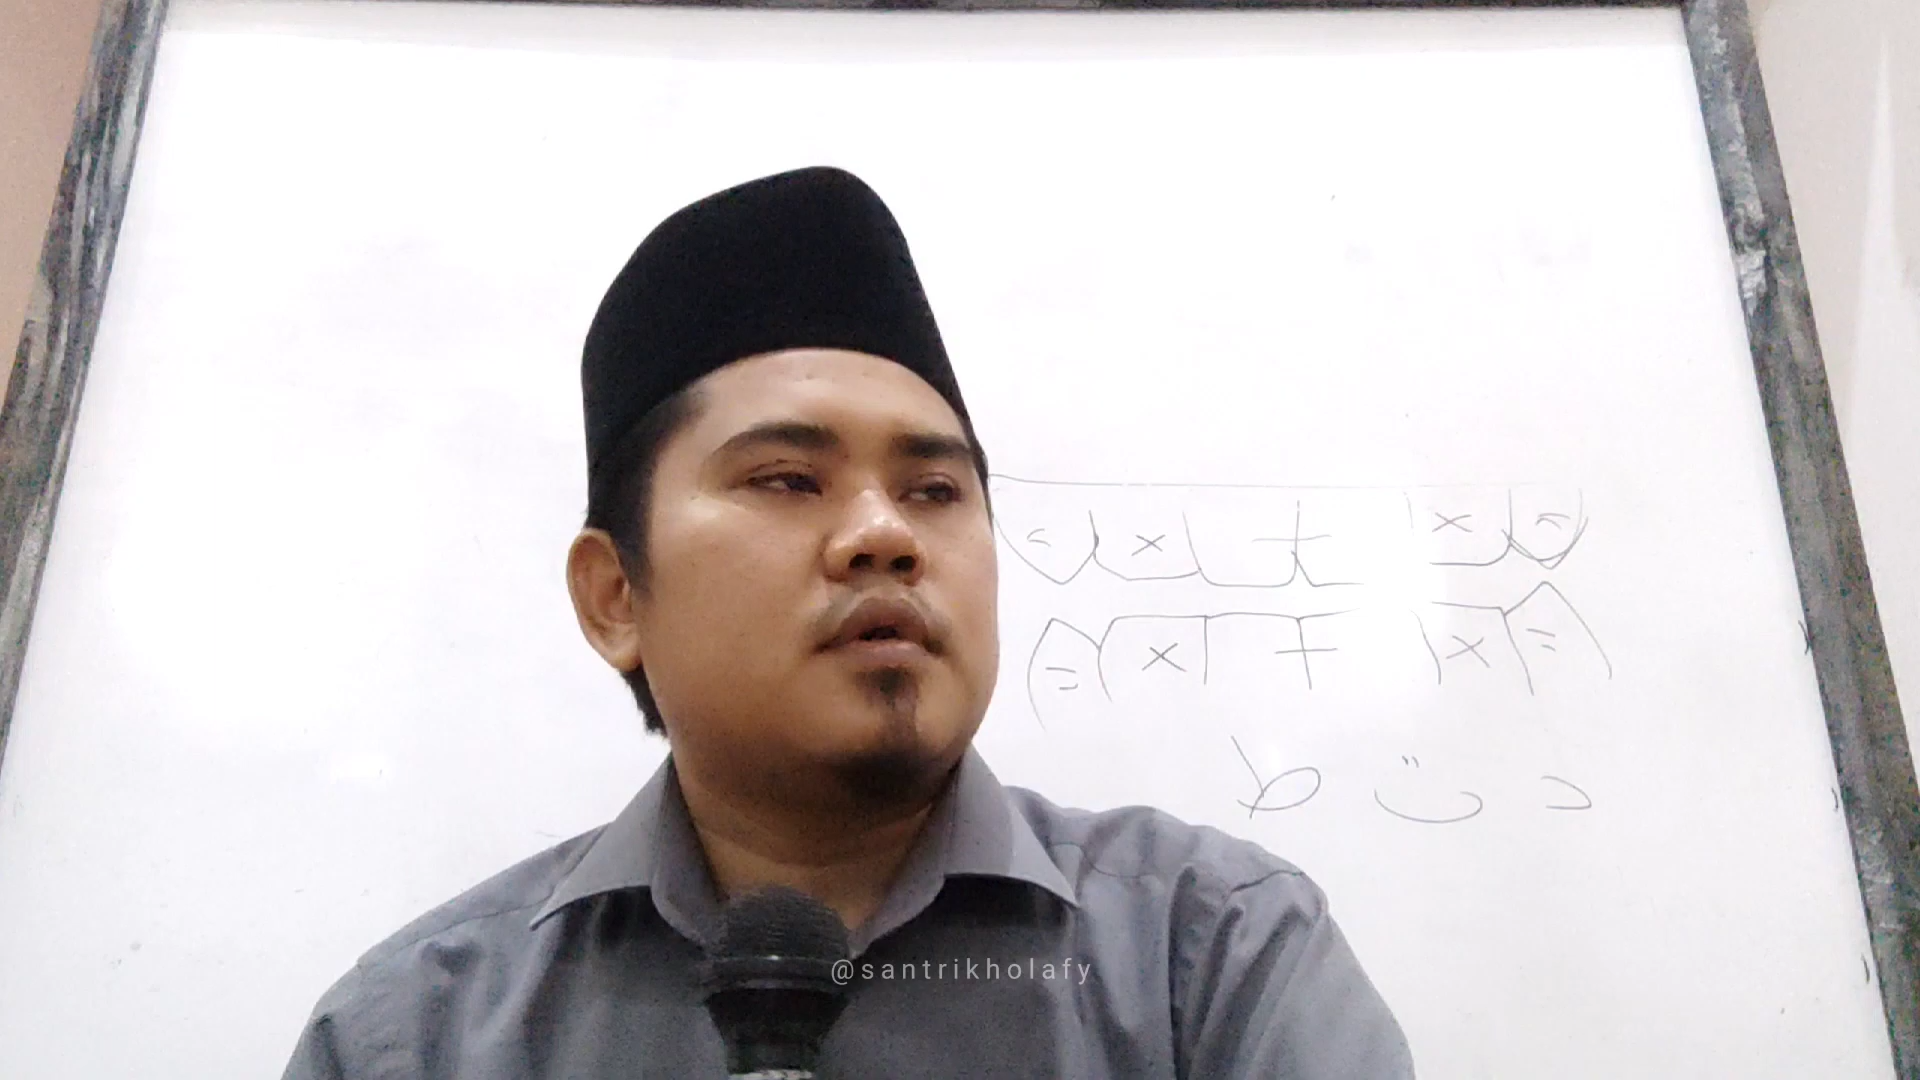 = x + x =
= x + x =
د ت ط
@santrikholafy